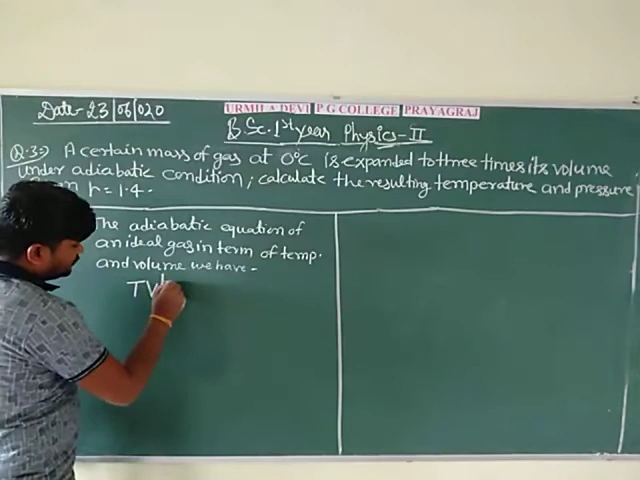 Date- 23/06/020
URMILA DEVI P G COLLEGE PRAYAGRAJ
B.Sc. 1st year Physics-II
Q.3:-) A certain mass of gas at 0°C is expanded to three times its volume
under adiabatic condition, calculate the resulting temperature and pressure
r = 1.4.
The adiabatic equation of
an ideal gas in term of temp.
and volume we have-
TV